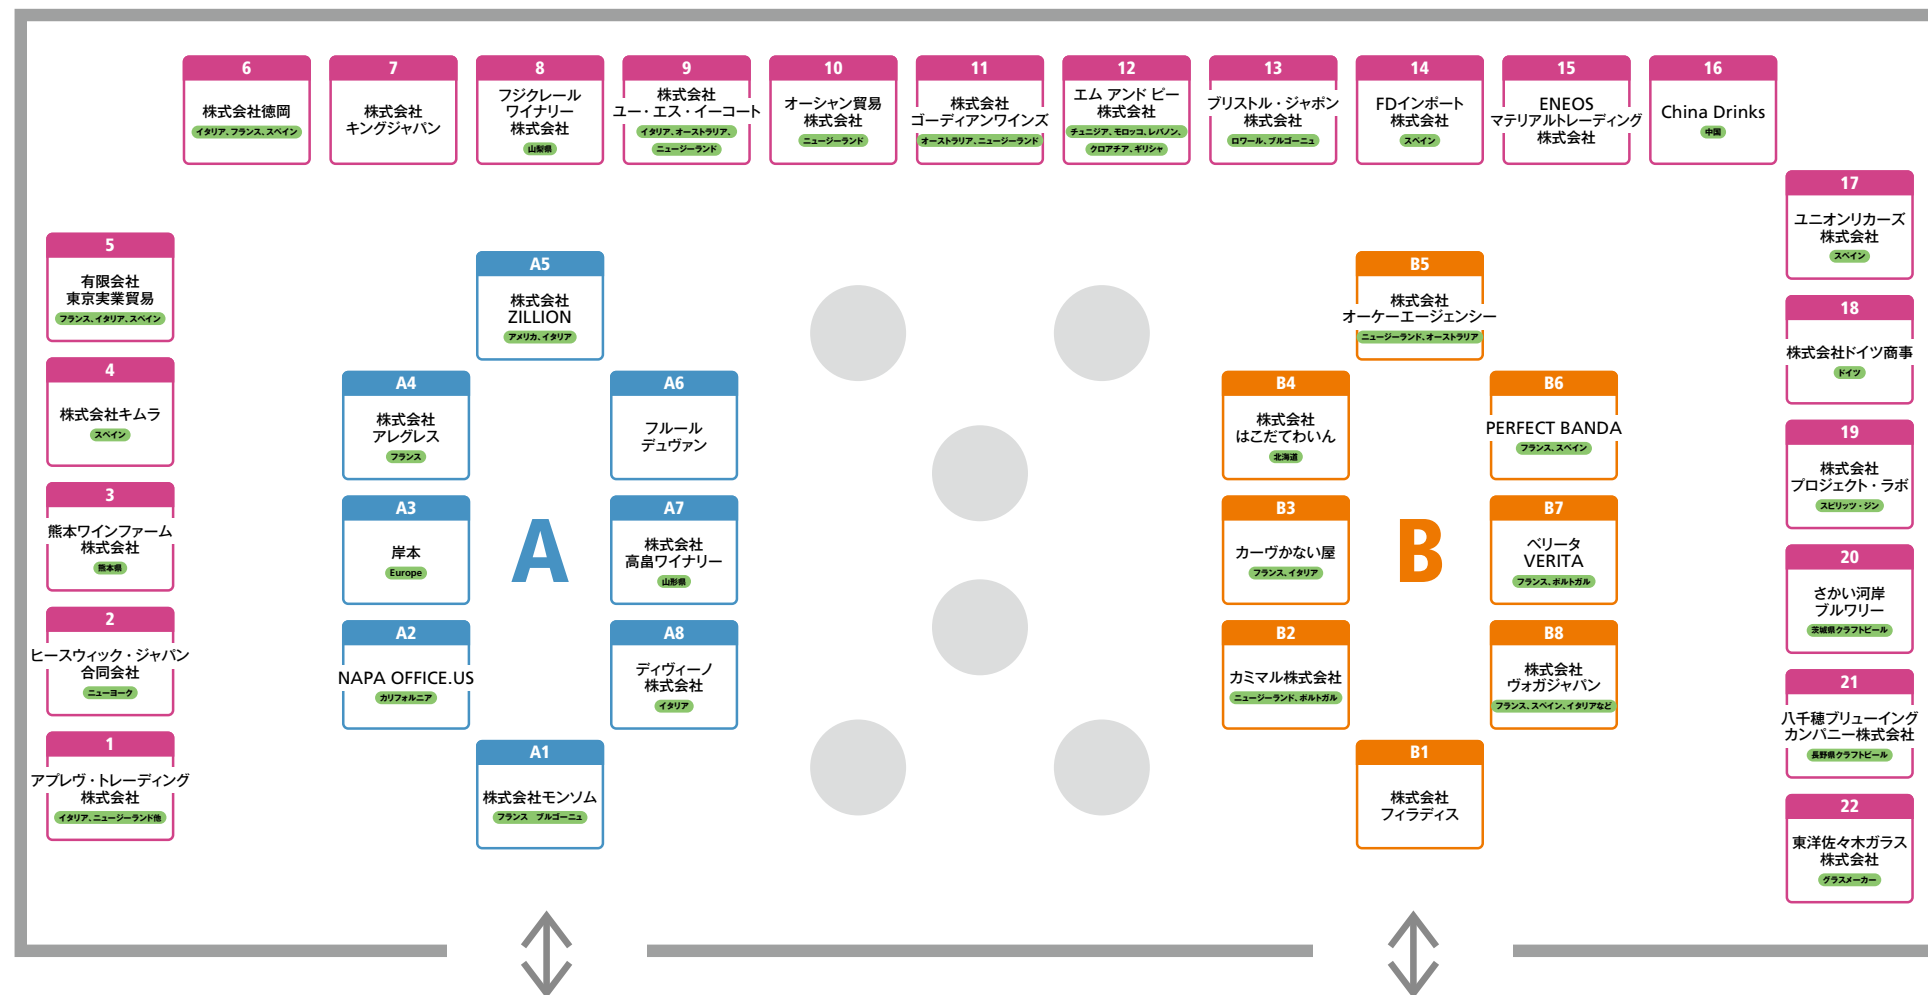 6
株式会社徳岡
イタリア、フランス、スペイン
7
株式会社
キングジャパン
8
フジクレール
ワイナリー
株式会社
山梨県
9
株式会社
ユー・エス・イーコート
イタリア、オーストラリア、
ニュージーランド
10
オーシャン貿易
株式会社
ニュージーランド
11
株式会社
ゴーディアンワインズ
オーストラリア、ニュージーランド
12
エム アンド ビー
株式会社
チュニジア、モロッコ、レバノン、
クロアチア、ギリシャ
13
ブリストル・ジャポン
株式会社
ロワール、ブルゴーニュ
14
FDインポート
株式会社
スペイン
15
ENEOS
マテリアルトレーディング
株式会社
16
China Drinks
中国
5
有限会社
東京実業貿易
フランス、イタリア、スペイン
4
株式会社キムラ
スペイン
3
熊本ワインファーム
株式会社
熊本県
2
ヒースウィック・ジャパン
合同会社
ニューヨーク
1
アプレヴ・トレーディング
株式会社
イタリア、ニュージーランド他
A5
株式会社
ZILLION
アメリカ、イタリア
A4
株式会社
アレグレス
フランス
A6
フルール
デュヴァン
A3
岸本
Europe
A
A7
株式会社
高畠ワイナリー
山形県
A2
NAPA OFFICE.US
カリフォルニア
A8
ディヴィーノ
株式会社
イタリア
A1
株式会社モンソム
フランス　ブルゴーニュ
B5
株式会社
オーケーエージェンシー
ニュージーランド、オーストラリア
B4
株式会社
はこだてわいん
北海道
B6
PERFECT BANDA
フランス、スペイン
B3
カーヴかない屋
フランス、イタリア
B
B7
ベリータ
VERITA
フランス、ポルトガル
B2
カミマル株式会社
ニュージーランド、ポルトガル
B8
株式会社
ヴォガジャパン
フランス、スペイン、イタリアなど
B1
株式会社
フィラディス
17
ユニオンリカーズ
株式会社
スペイン
18
株式会社ドイツ商事
ドイツ
19
株式会社
プロジェクト・ラボ
スピリッツ・ジン
20
さかい河岸
ブルワリー
茨城県クラフトビール
21
八千穂ブリューイング
カンパニー株式会社
長野県クラフトビール
22
東洋佐々木ガラス
株式会社
グラスメーカー